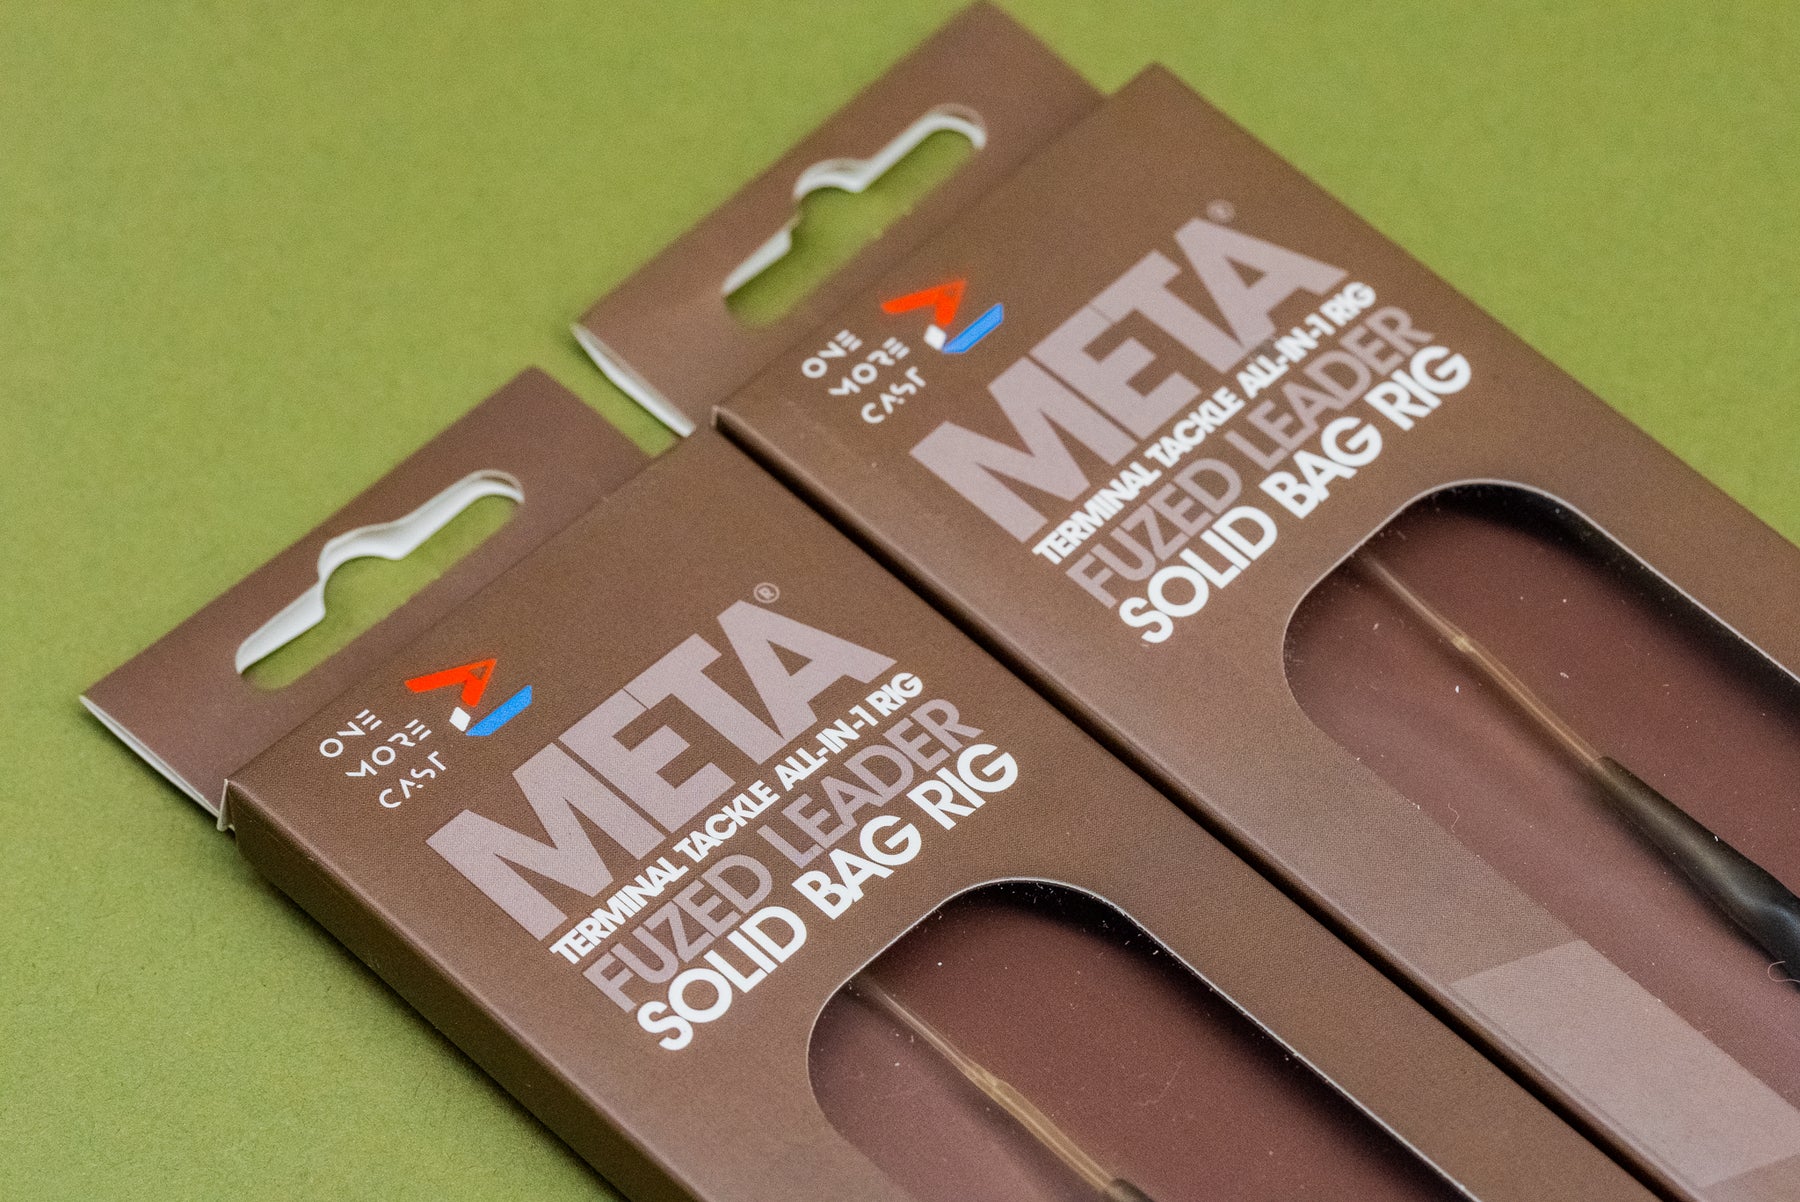 ONE
MORE
CAST
META®
TERMINAL TACKLE ALL-IN-1 RIG
FUZED LEADER
SOLID BAG RIG
ONE
MORE
CAST
META®
TERMINAL TACKLE ALL-IN-1 RIG
FUZED LEADER
SOLID BAG RIG